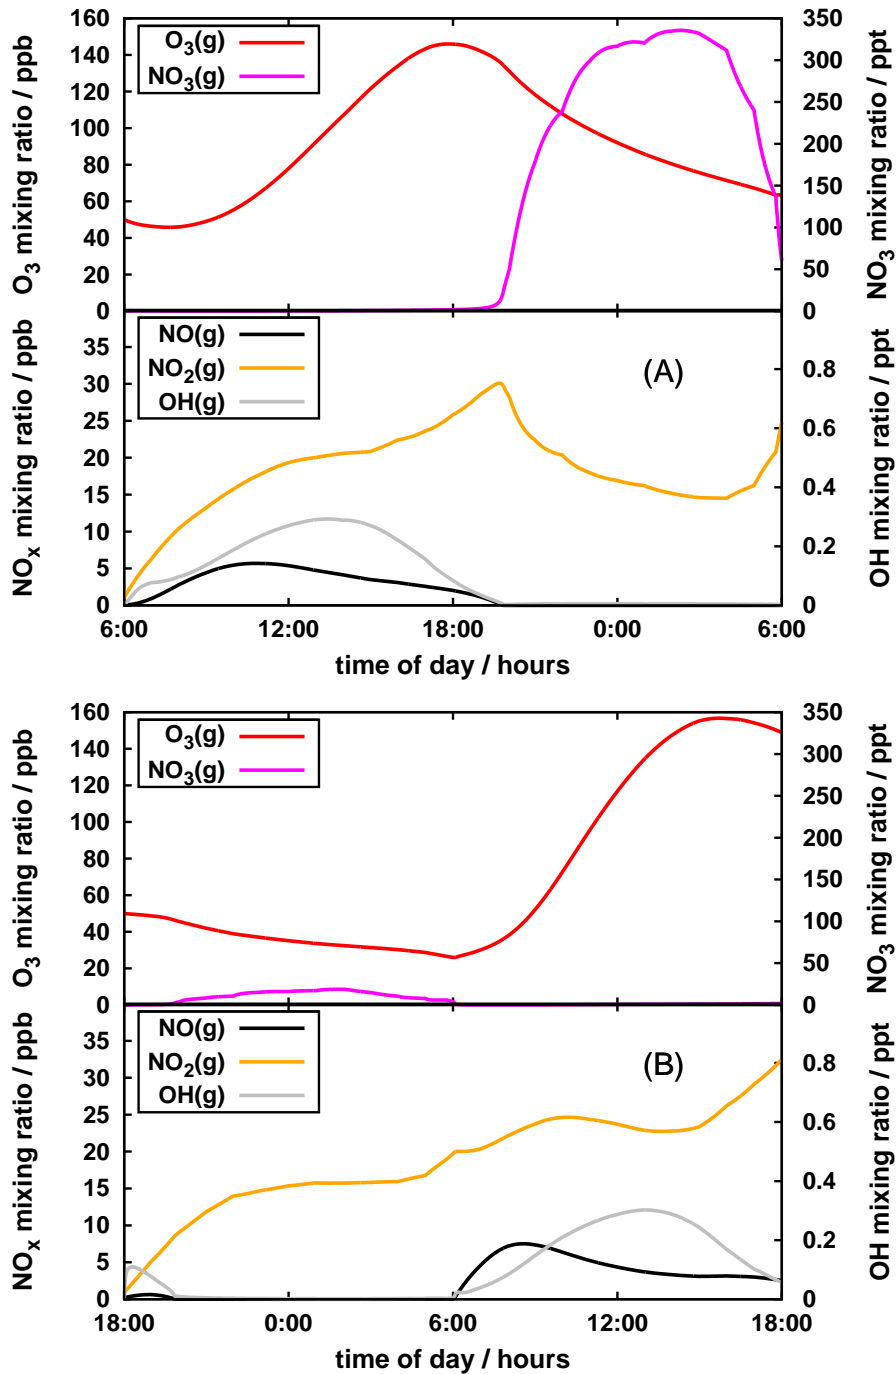 160
140
120
100
80
60
40
20
0
O3 mixing ratio / ppb
O3(g)
NO3(g)
350
300
250
200
150
100
50
0
NO3 mixing ratio / ppt
35
30
25
20
15
10
5
0
NOx mixing ratio / ppb
NO(g)
NO2(g)
OH(g)
(A)
0.8
0.6
0.4
0.2
0
OH mixing ratio / ppt
6:00 12:00 18:00 0:00 6:00
time of day / hours
160
140
120
100
80
60
40
20
0
O3 mixing ratio / ppb
O3(g)
NO3(g)
350
300
250
200
150
100
50
0
NO3 mixing ratio / ppt
35
30
25
20
15
10
5
0
NOx mixing ratio / ppb
NO(g)
NO2(g)
OH(g)
(B)
0.8
0.6
0.4
0.2
0
OH mixing ratio / ppt
18:00 0:00 6:00 12:00 18:00
time of day / hours